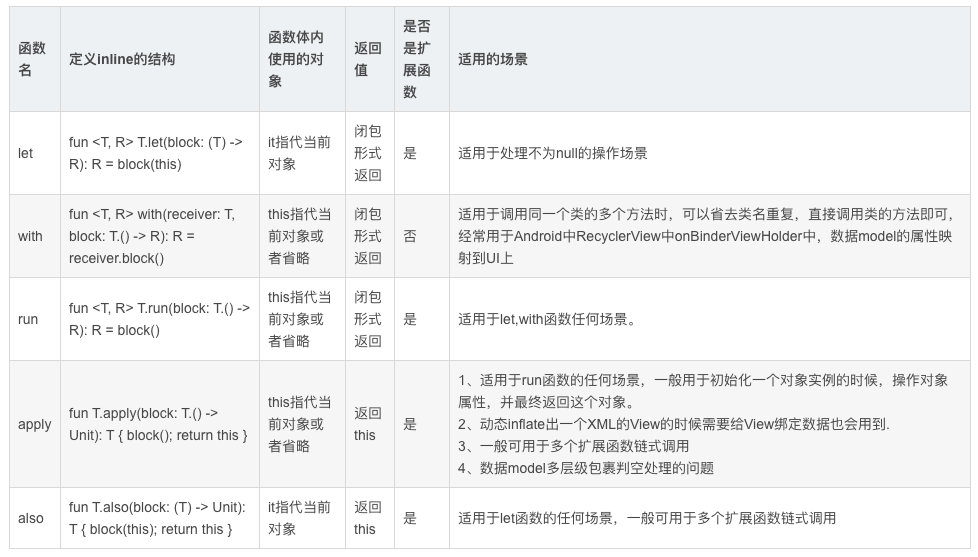 函数
名
定义inline的结构
函数体内
使用的对
象
返回
值
是否
是扩
展函
数
适用的场景
let
fun <T, R> T.let(block: (T) ->
R): R = block(this)
it指代当前
对象
闭包
形式
返回
是
适用于处理不为null的操作场景
with
fun <T, R> with(receiver: T,
block: T.() -> R): R =
receiver.block()
this指代当
前对象或
者省略
闭包
形式
返回
否
适用于调用同一个类的多个方法时，可以省去类名重复，直接调用类的方法即可，
经常用于Android中RecyclerView中onBinderViewHolder中，数据model的属性映
射到UI上
run
fun <T, R> T.run(block: T.() ->
R): R = block()
this指代当
前对象或
者省略
闭包
形式
返回
是
适用于let,with函数任何场景。
apply
fun T.apply(block: T.() ->
Unit): T { block(); return this }
this指代当
前对象或
者省略
返回
this
是
1、适用于run函数的任何场景，一般用于初始化一个对象实例的时候，操作对象
属性，并最终返回这个对象。
2、动态inflate出一个XML的View的时候需要给View绑定数据也会用到.
3、一般可用于多个扩展函数链式调用
4、数据model多层级包裹判空处理的问题
also
fun T.also(block: (T) -> Unit):
T { block(this); return this }
it指代当前
对象
返回
this
是
适用于let函数的任何场景，一般可用于多个扩展函数链式调用